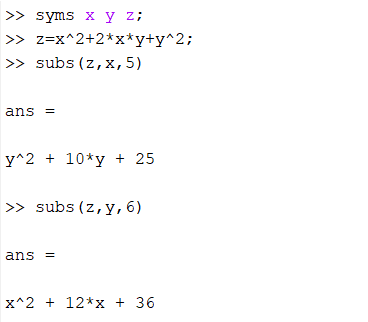 >> syms x y z;
>> z=x^2+2*x*y+y^2;
>> subs(z,x,5)
ans =
y^2 + 10*y + 25
>> subs(z,y,6)
ans =
x^2 + 12*x + 36